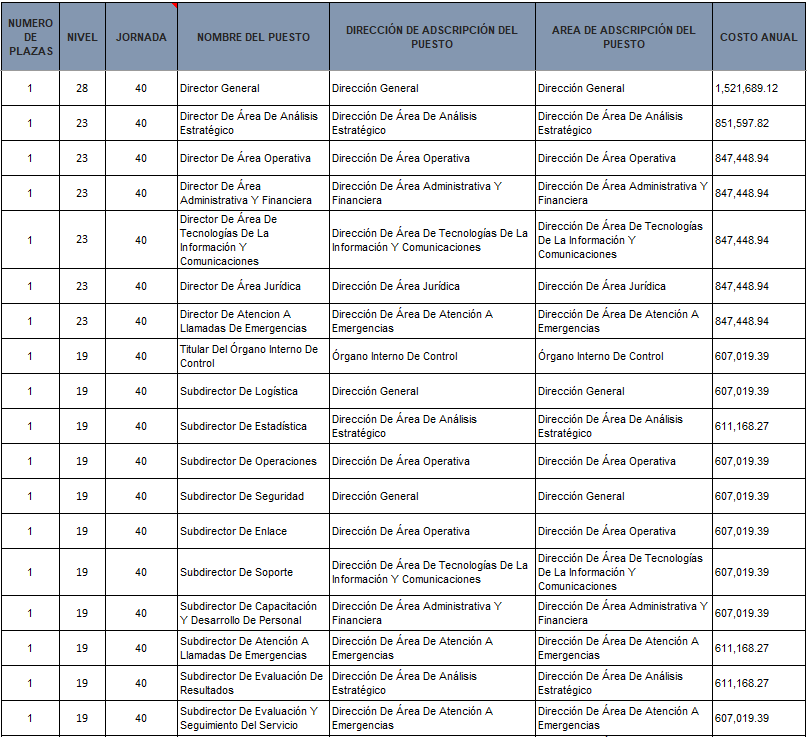 NUMERO DE PLAZAS NIVEL JORNADA NOMBRE DEL PUESTO DIRECCIÓN DE ADSCRIPCIÓN DEL PUESTO AREA DE ADSCRIPCIÓN DEL PUESTO COSTO ANUAL
1 28 40 Director General Dirección General Dirección General 1,521,689.12
1 23 40 Director De Área De Análisis Estratégico Dirección De Área De Análisis Estratégico Dirección De Área De Análisis Estratégico 851,597.82
1 23 40 Director De Área Operativa Dirección De Área Operativa Dirección De Área Operativa 847,448.94
1 23 40 Director De Área Administrativa Y Financiera Dirección De Área Administrativa Y Financiera Dirección De Área Administrativa Y Financiera 847,448.94
1 23 40 Director De Área De Tecnologías De La Información Y Comunicaciones Dirección De Área De Tecnologías De La Información Y Comunicaciones Dirección De Área De Tecnologías De La Información Y Comunicaciones 847,448.94
1 23 40 Director De Área Jurídica Dirección De Área Jurídica Dirección De Área Jurídica 847,448.94
1 23 40 Director De Atencion A Llamadas De Emergencias Dirección De Área De Atención A Emergencias Dirección De Área De Atención A Emergencias 847,448.94
1 19 40 Titular Del Órgano Interno De Control Órgano Interno De Control Órgano Interno De Control 607,019.39
1 19 40 Subdirector De Logística Dirección General Dirección General 607,019.39
1 19 40 Subdirector De Estadística Dirección De Área De Análisis Estratégico Dirección De Área De Análisis Estratégico 611,168.27
1 19 40 Subdirector De Operaciones Dirección De Área Operativa Dirección De Área Operativa 607,019.39
1 19 40 Subdirector De Seguridad Dirección General Dirección General 607,019.39
1 19 40 Subdirector De Enlace Dirección De Área Operativa Dirección De Área Operativa 607,019.39
1 19 40 Subdirector De Soporte Dirección De Área De Tecnologías De La Información Y Comunicaciones Dirección De Área De Tecnologías De La Información Y Comunicaciones 607,019.39
1 19 40 Subdirector De Capacitación Y Desarrollo De Personal Dirección De Área Administrativa Y Financiera Dirección De Área Administrativa Y Financiera 607,019.39
1 19 40 Subdirector De Atención A Llamadas De Emergencias Dirección De Área De Atención A Emergencias Dirección De Área De Atención A Emergencias 611,168.27
1 19 40 Subdirector De Evaluación De Resultados Dirección De Área De Análisis Estratégico Dirección De Área De Análisis Estratégico 611,168.27
1 19 40 Subdirector De Evaluación Y Seguimiento Del Servicio Dirección De Área De Atención A Emergencias Dirección De Área De Atención A Emergencias 607,019.39